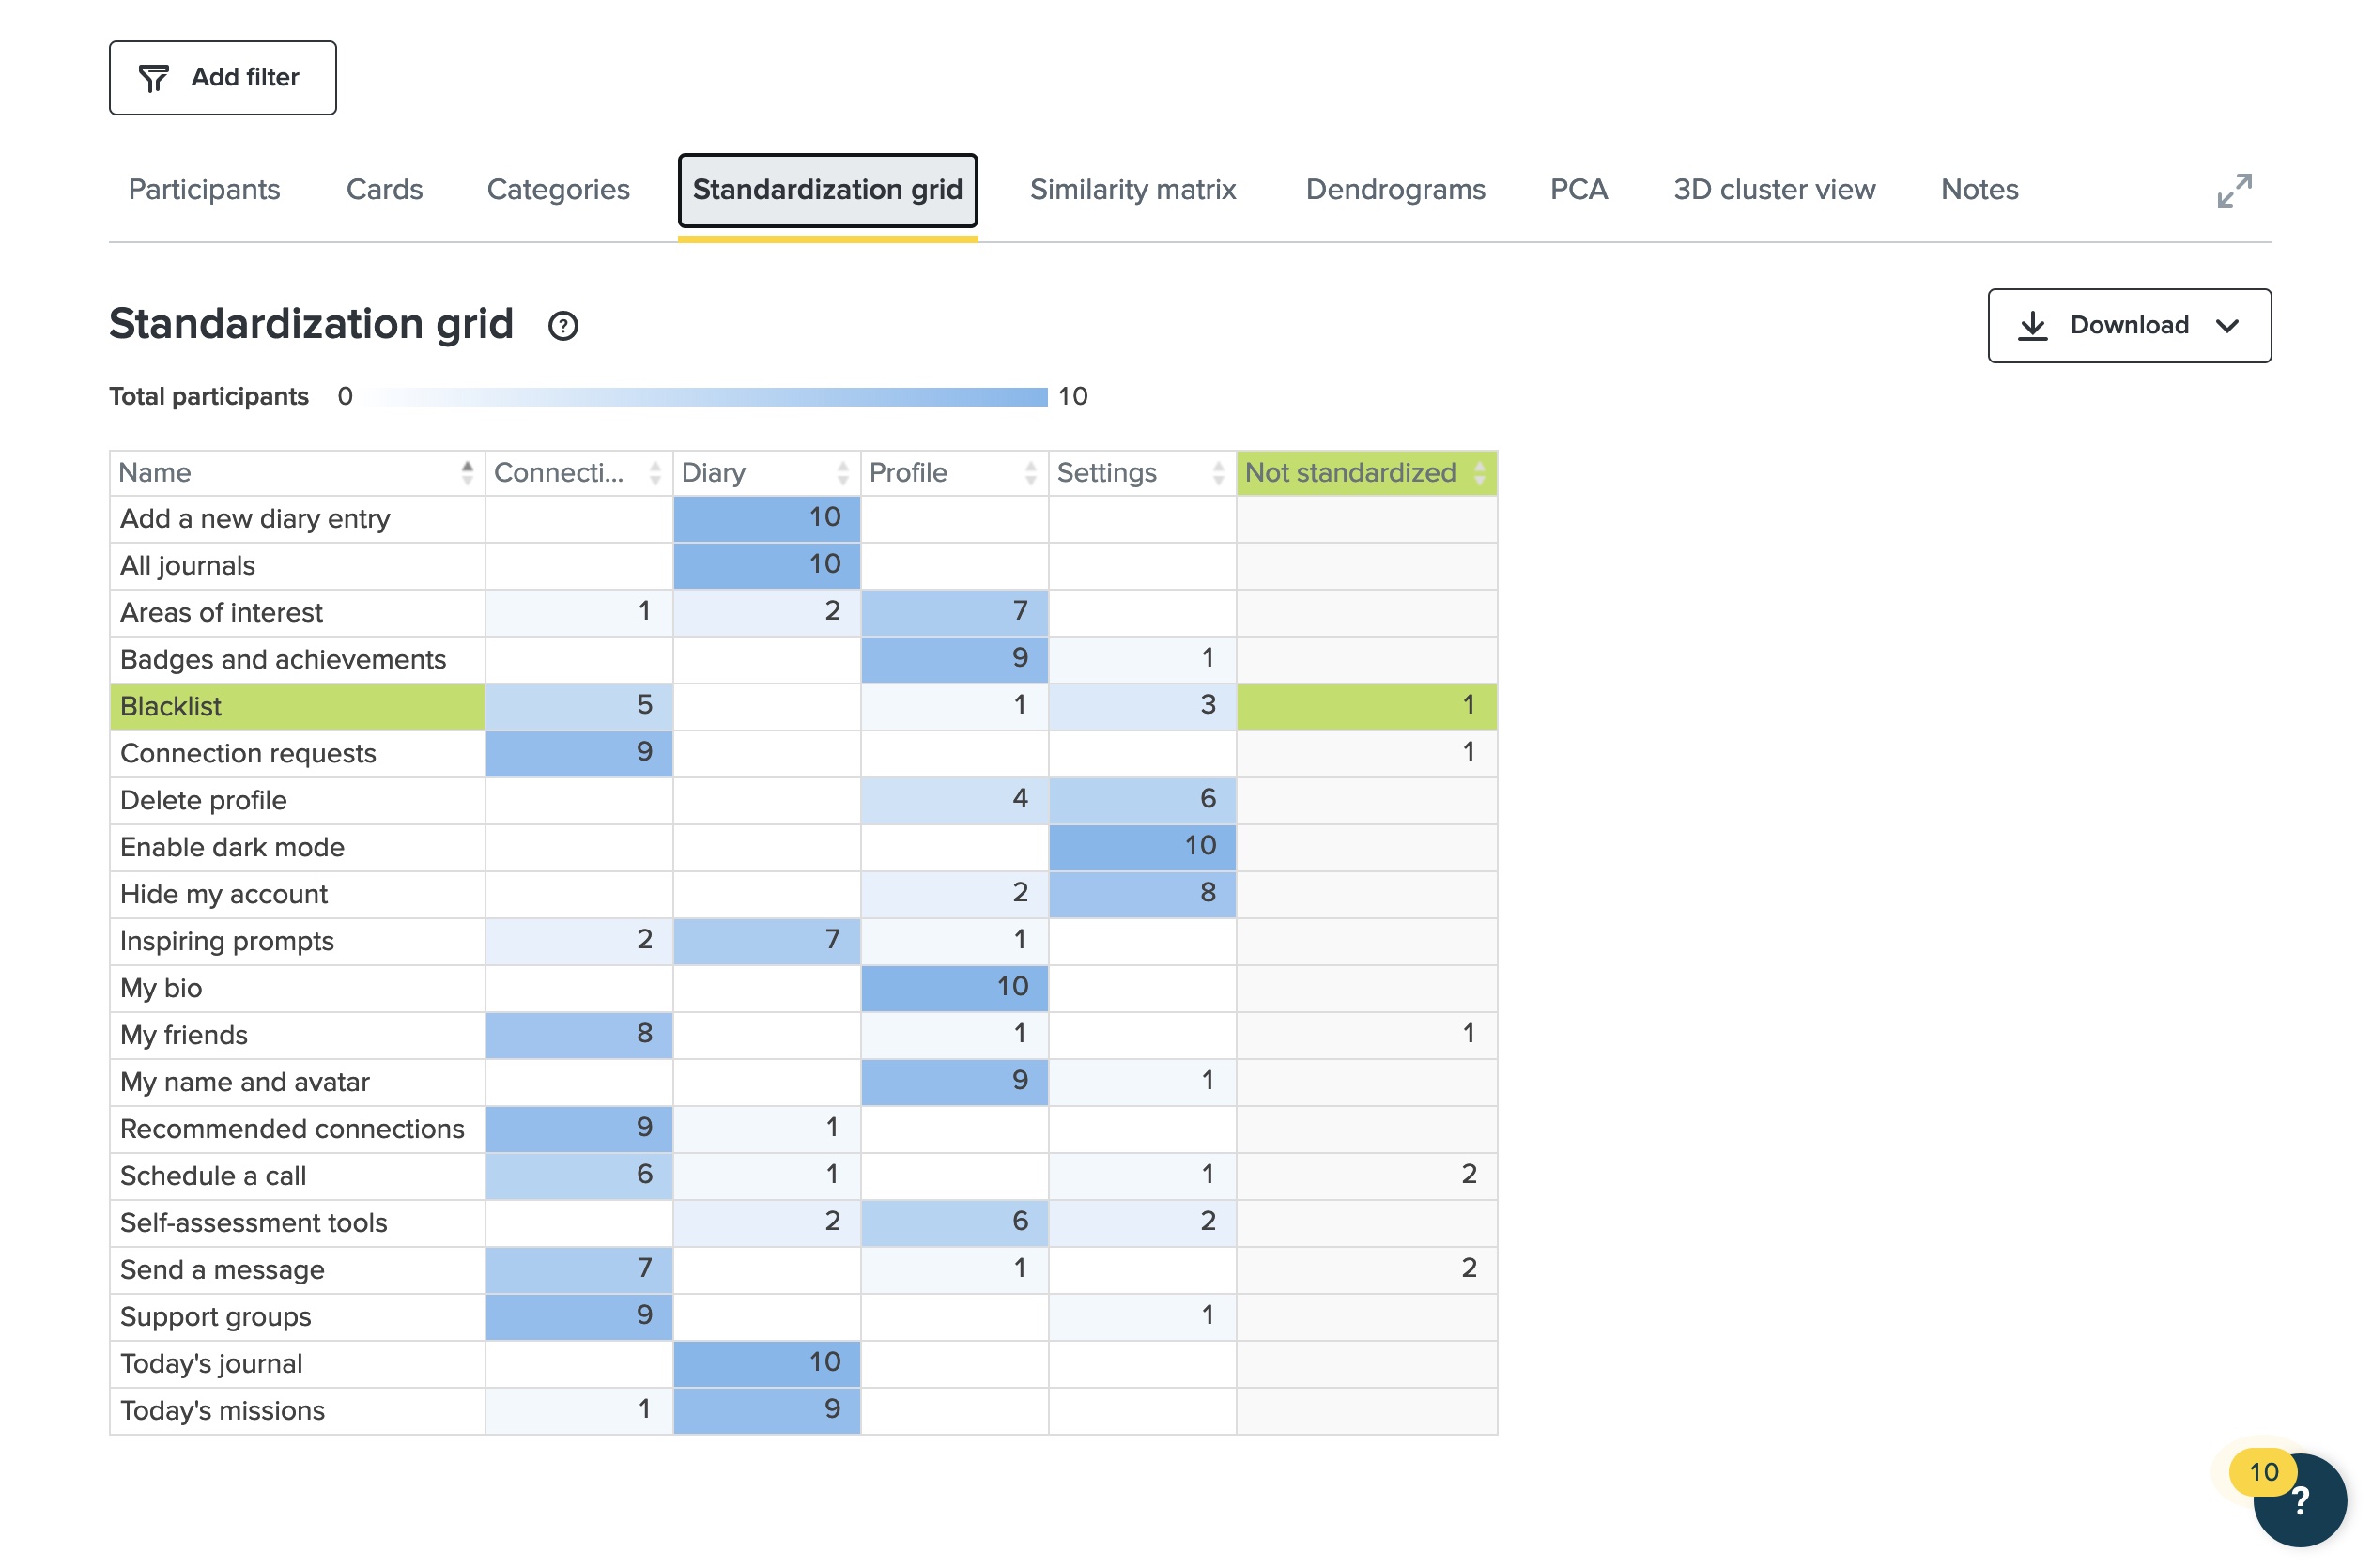 Add filter
Participants Cards Categories Standardization grid Similarity matrix Dendrograms PCA 3D cluster view Notes
Standardization grid ?
Download
Total participants 0 10
Name Connecti... Diary Profile Settings Not standardized
Add a new diary entry 10
All journals 10
Areas of interest 1 2 7
Badges and achievements 9 1
Blacklist 5 1 3 1
Connection requests 9 1
Delete profile 4 6
Enable dark mode 10
Hide my account 2 8
Inspiring prompts 2 7 1
My bio 10
My friends 8 1 1
My name and avatar 9 1
Recommended connections 9 1
Schedule a call 6 1 1 2
Self-assessment tools 2 6 2
Send a message 7 1 2
Support groups 9 1
Today's journal 10
Today's missions 1 9
10
?